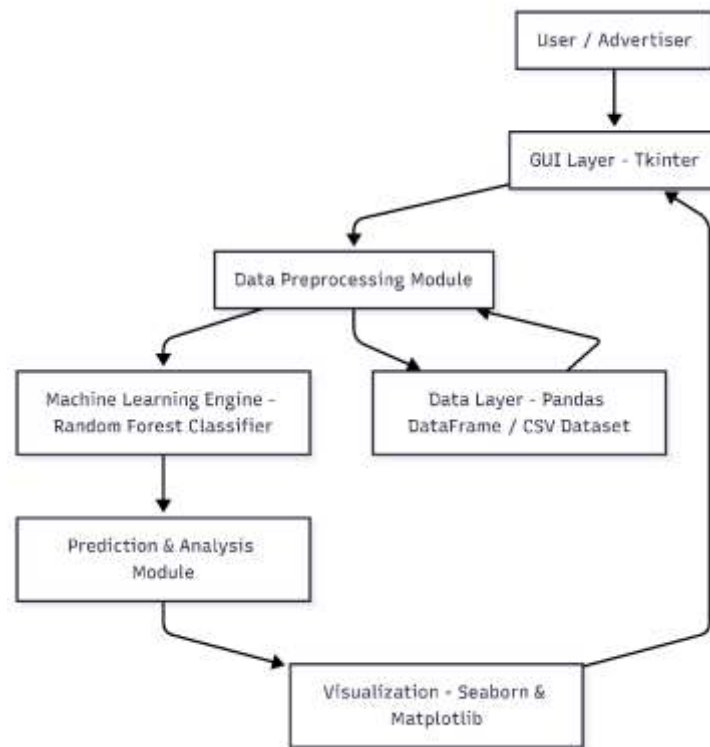 User / Advertiser
GUI Layer - Tkinter
Data Preprocessing Module
Machine Learning Engine -
Random Forest Classifier
Data Layer - Pandas
DataFrame / CSV Dataset
Prediction & Analysis
Module
Visualization - Seaborn &
Matplotlib